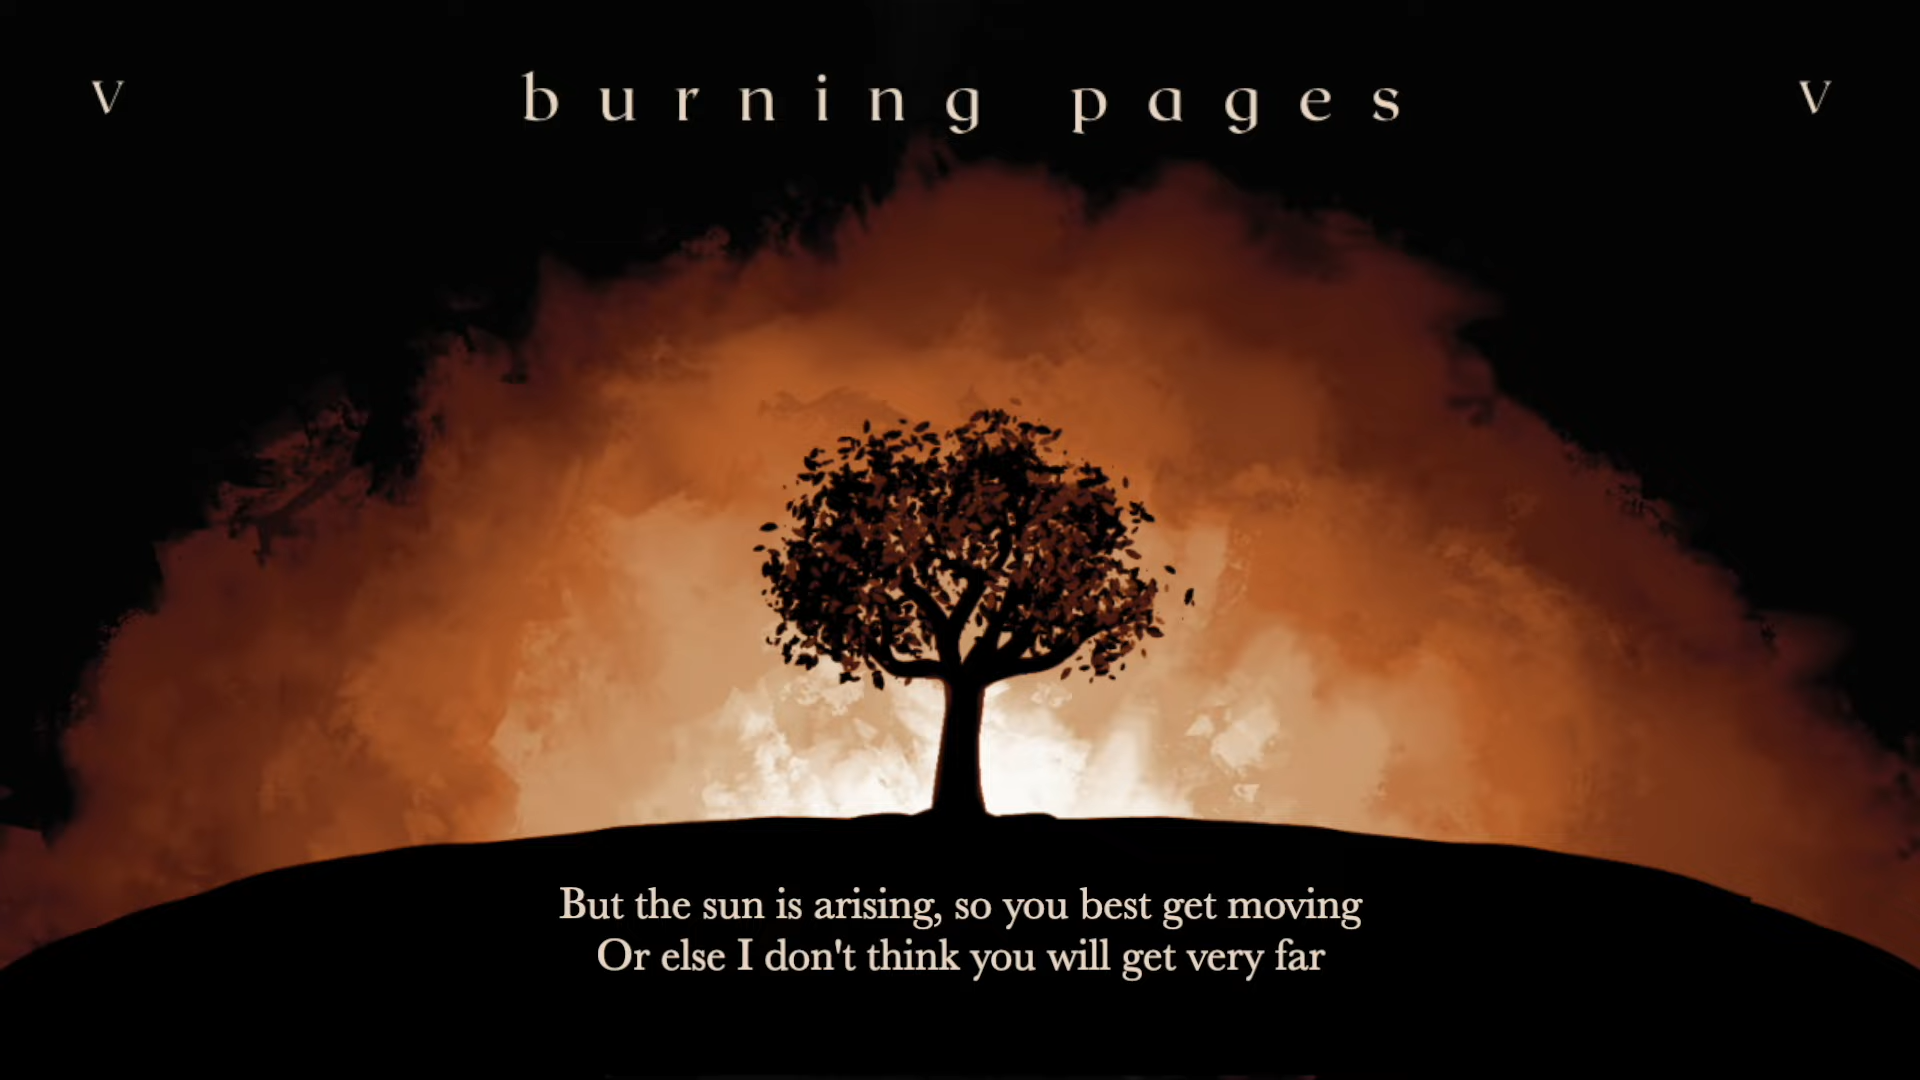 V burning pages V
But the sun is arising, so you best get moving
Or else I don't think you will get very far